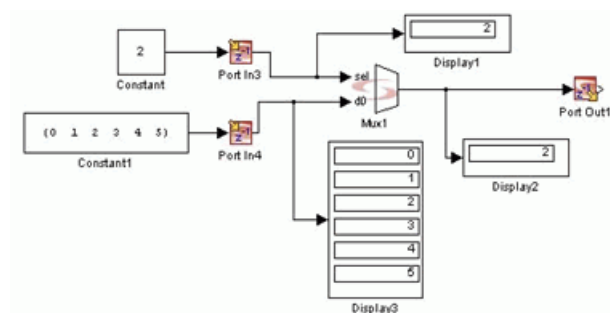 2
Display1
2
Constant
Port In3
sel
d0
Mux1
Port Out1
(0 1 2 3 4 5)
Constant1
Port In4
2
Display2
0
1
2
3
4
5
Display3